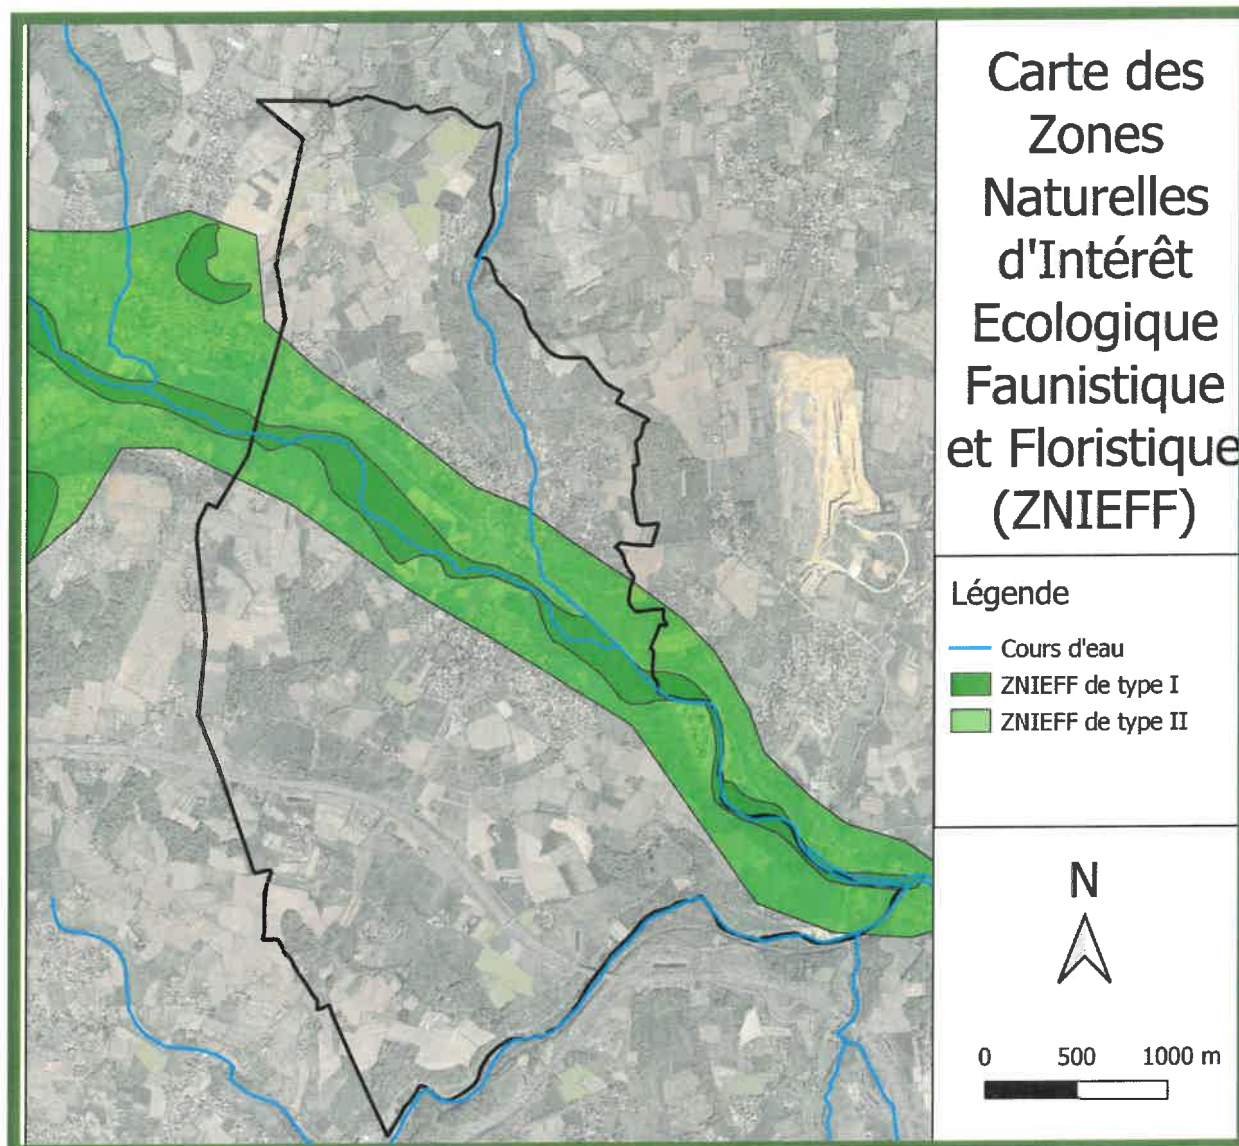 Carte des
Zones
Naturelles
d'Intérêt
Ecologique
Faunistique
et Floristique
(ZNIEFF)
Légende
Cours d'eau
ZNIEFF de type I
ZNIEFF de type II
N
0 500 1000 m